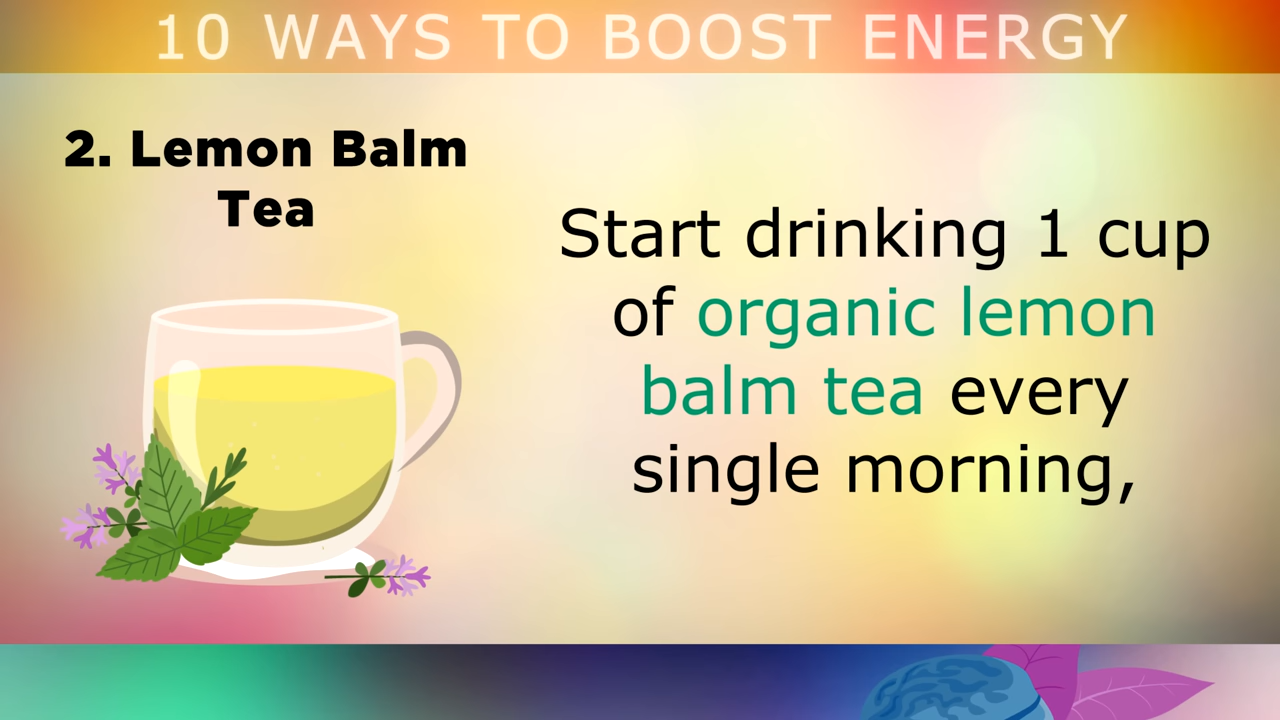 10 WAYS TO BOOST ENERGY
2. Lemon Balm
Tea
Start drinking 1 cup
of organic lemon
balm tea every
single morning,